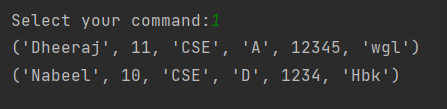 Select your command:1
('Dheeraj', 11, 'CSE', 'A', 12345, 'wgl')
('Nabeel', 10, 'CSE', 'D', 1234, 'Hbk')